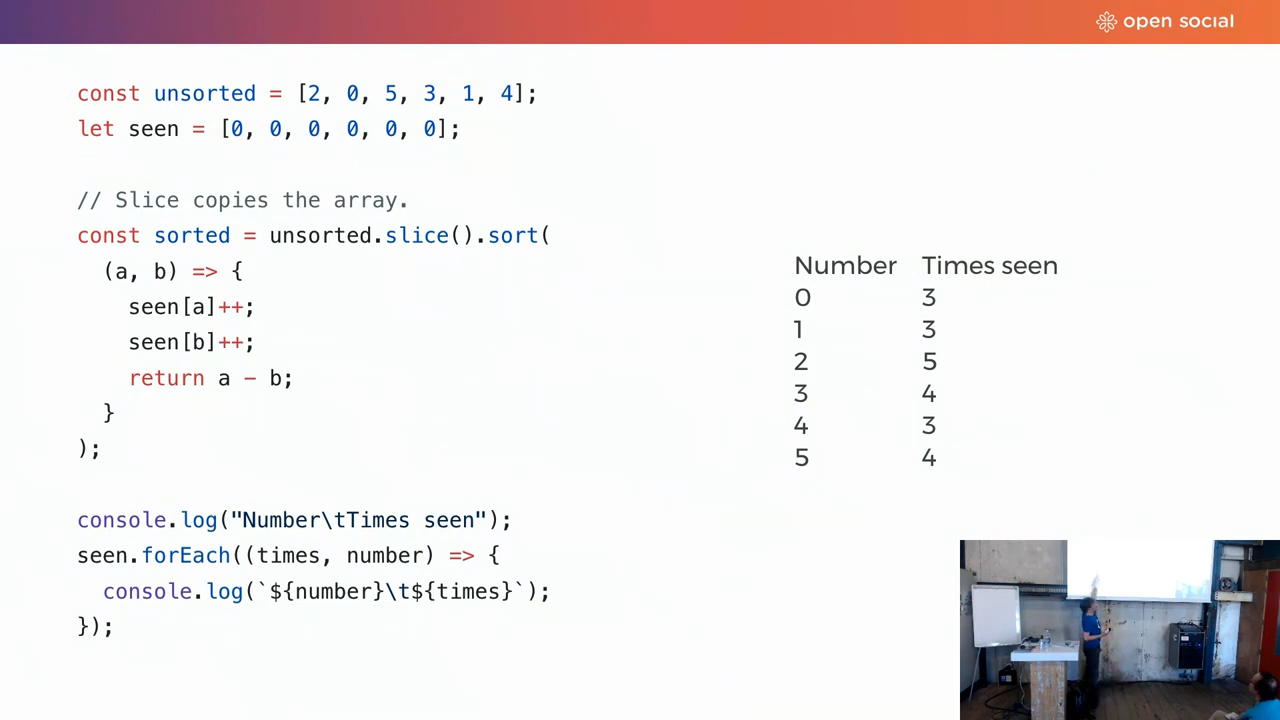 open social
const unsorted = [2, 0, 5, 3, 1, 4];
let seen = [0, 0, 0, 0, 0, 0];
// Slice copies the array.
const sorted = unsorted.slice().sort(
(a, b) => {
seen[a]++;
seen[b]++;
return a - b;
}
);
console.log("Number\tTimes seen");
seen.forEach((times, number) => {
console.log(`${number}\t${times}`);
});
Number Times seen
0 3
1 3
2 5
3 4
4 3
5 4